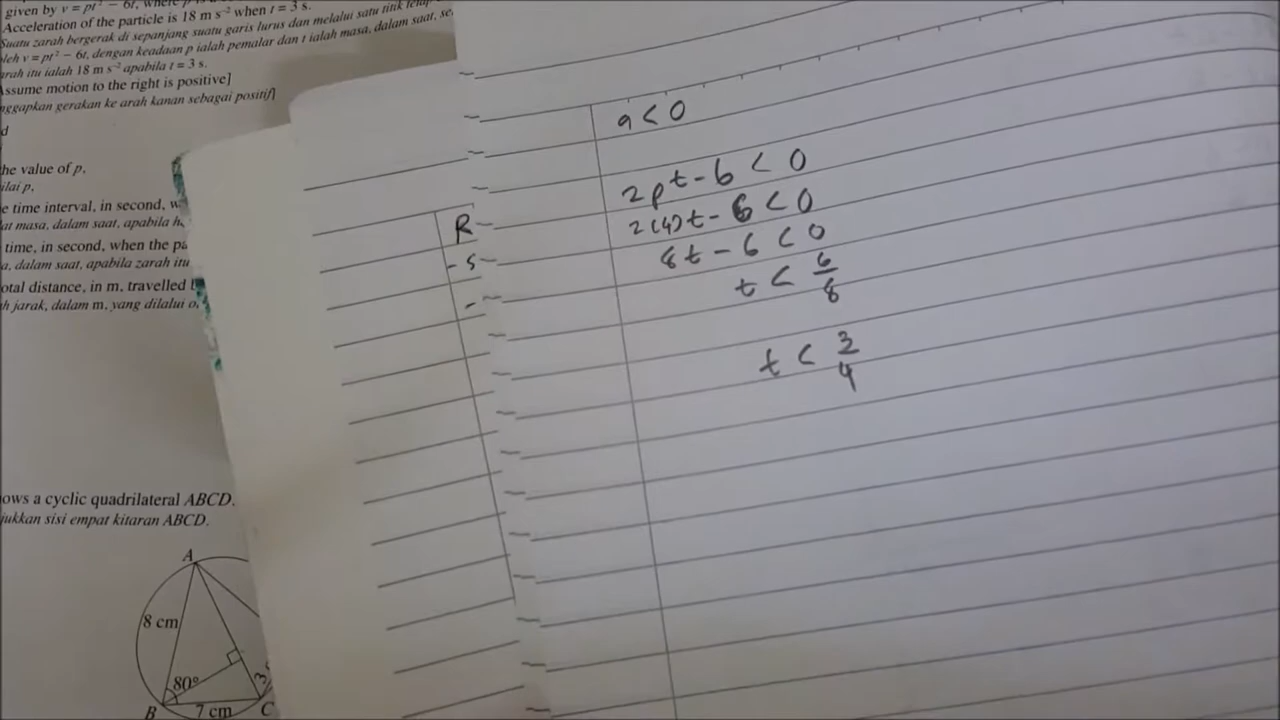 given by v = pt² − 6t, where p
Acceleration of the particle is 18 m s⁻² when t = 3 s.
Suatu zarah bergerak di sepanjang suatu garis lurus dan melalui satu titik tetap
oleh v = pt² − 6t, dengan keadaan p ialah pemalar dan t ialah masa, dalam saat, se
arah itu ialah 18 m s⁻² apabila t = 3 s.
Assume motion to the right is positive]
nggapkan gerakan ke arah kanan sebagai positif]
d
he value of p,
ilai p,
e time interval, in second, w
at masa, dalam saat, apabila h
time, in second, when the pa
a, dalam saat, apabila zarah itu
otal distance, in m, travelled
h jarak, dalam m, yang dilalui o
ows a cyclic quadrilateral ABCD.
jukkan sisi empat kitaran ABCD.
A
8 cm
80°
B
7 cm
C
3
R
- s
-
a < 0
2pt - 6 < 0
2(4)t - 6 < 0
8t - 6 < 0
t < 6/8
t < 3/4